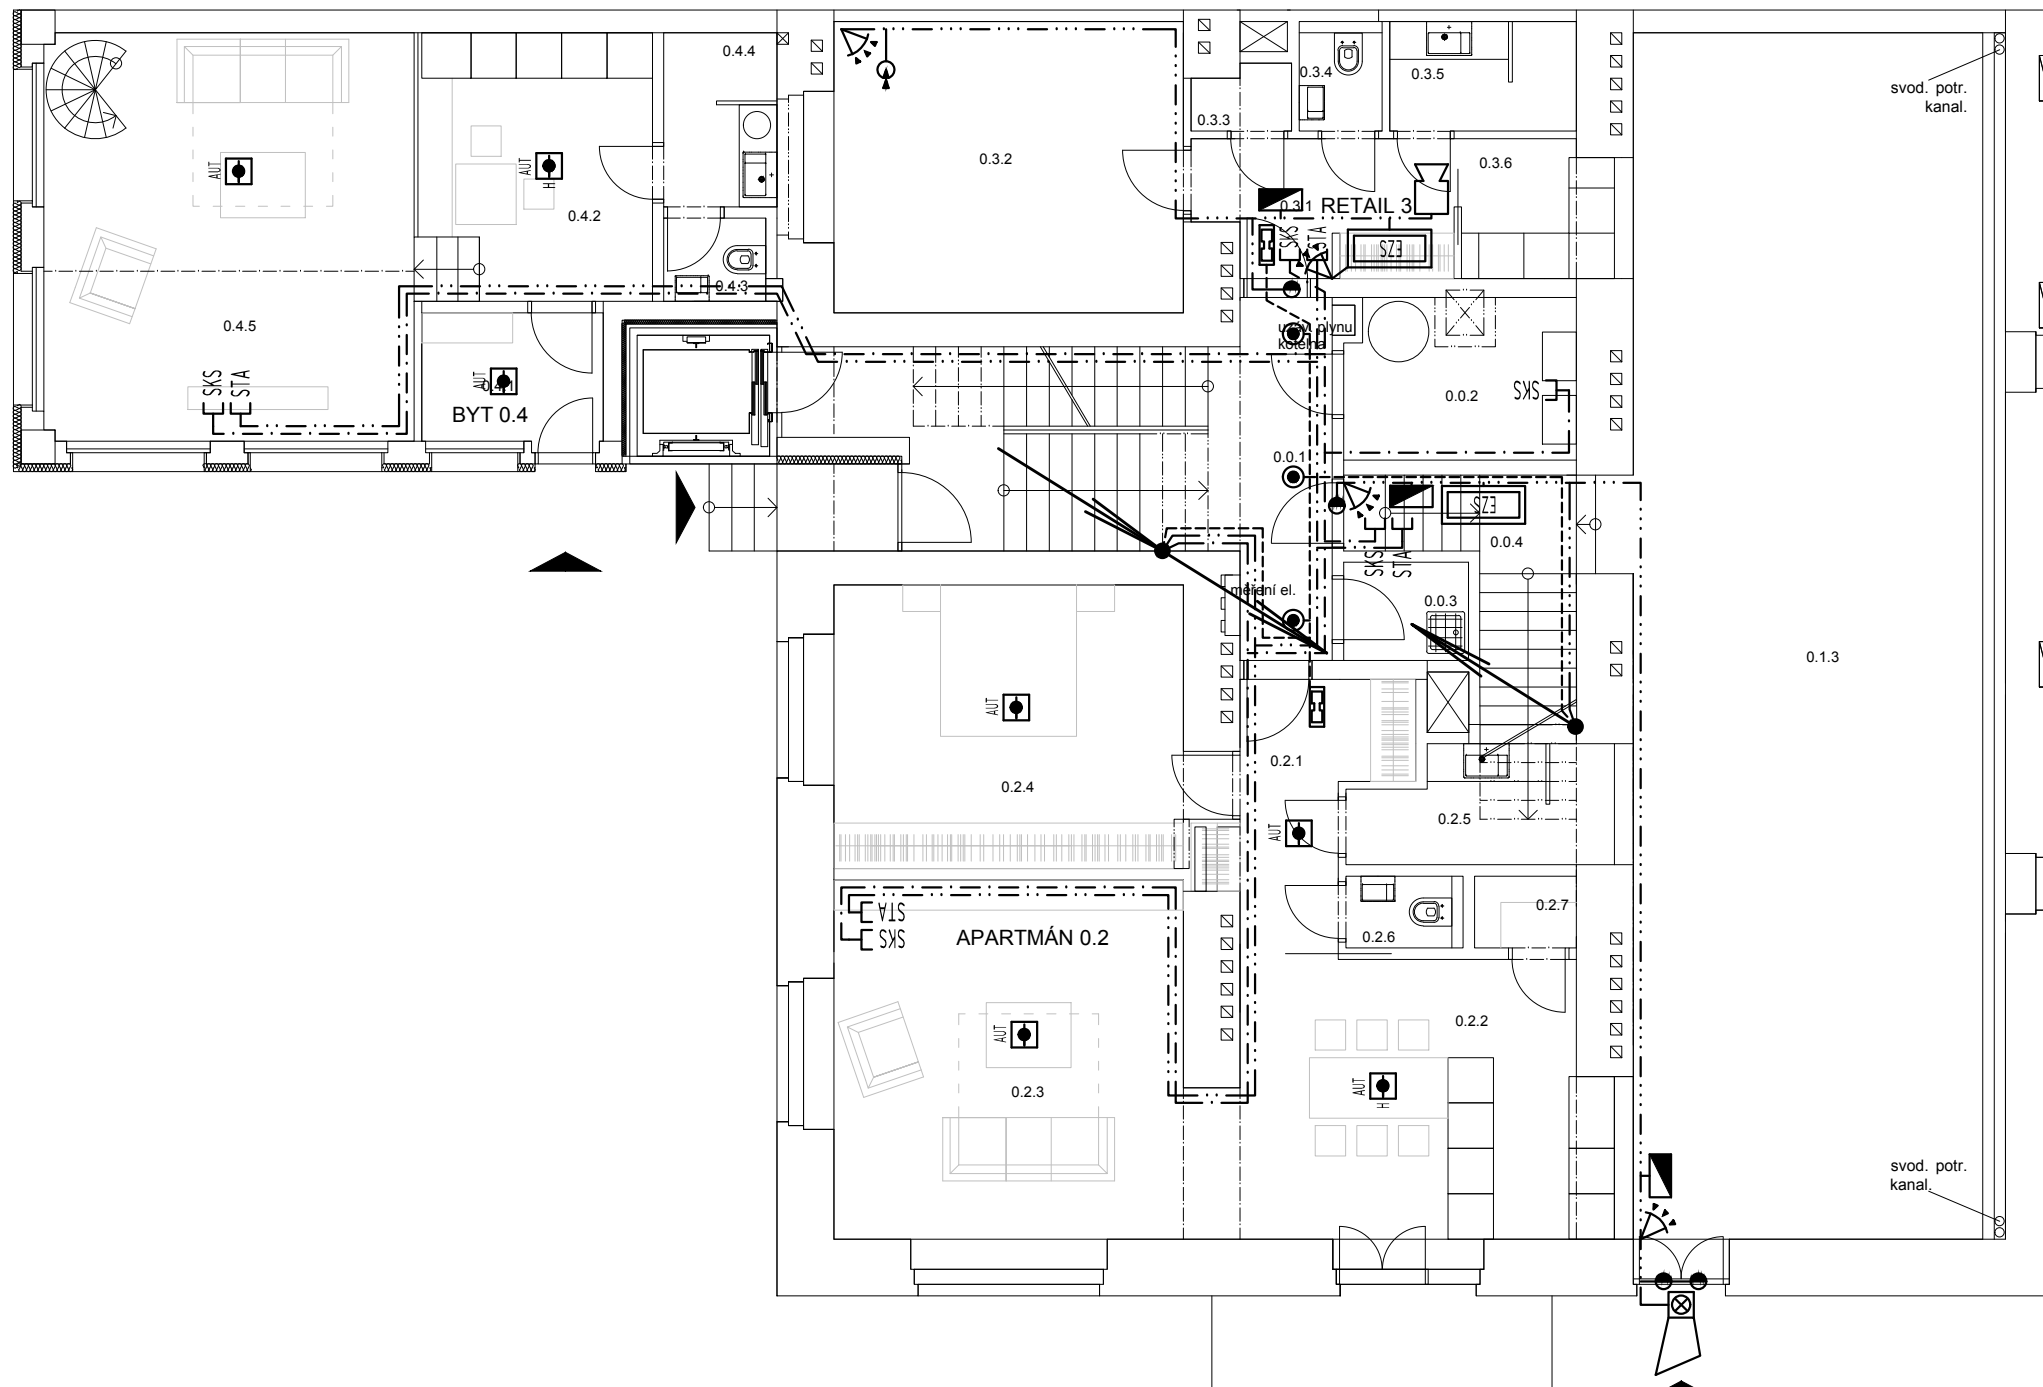 0.4.4
0.3.4
0.3.5
svod. potr.
kanal.
0.3.3
0.3.2
0.3.6
AUT
AUT
H
0.4.2
0.3.1
RETAIL 3
SKS
STA
EZS
0.4.3
0.4.5
uzáv. plynu
kotelna
SKS
STA
AUT
0.4.1
BYT 0.4
SKS
0.0.2
0.0.1
EZS
0.0.4
SKS
STA
měření el.
0.0.3
0.1.3
AUT
0.2.1
0.2.4
AUT
0.2.5
STA
SKS
APARTMÁN 0.2
0.2.7
0.2.6
AUT
0.2.2
AUT
H
0.2.3
svod. potr.
kanal.